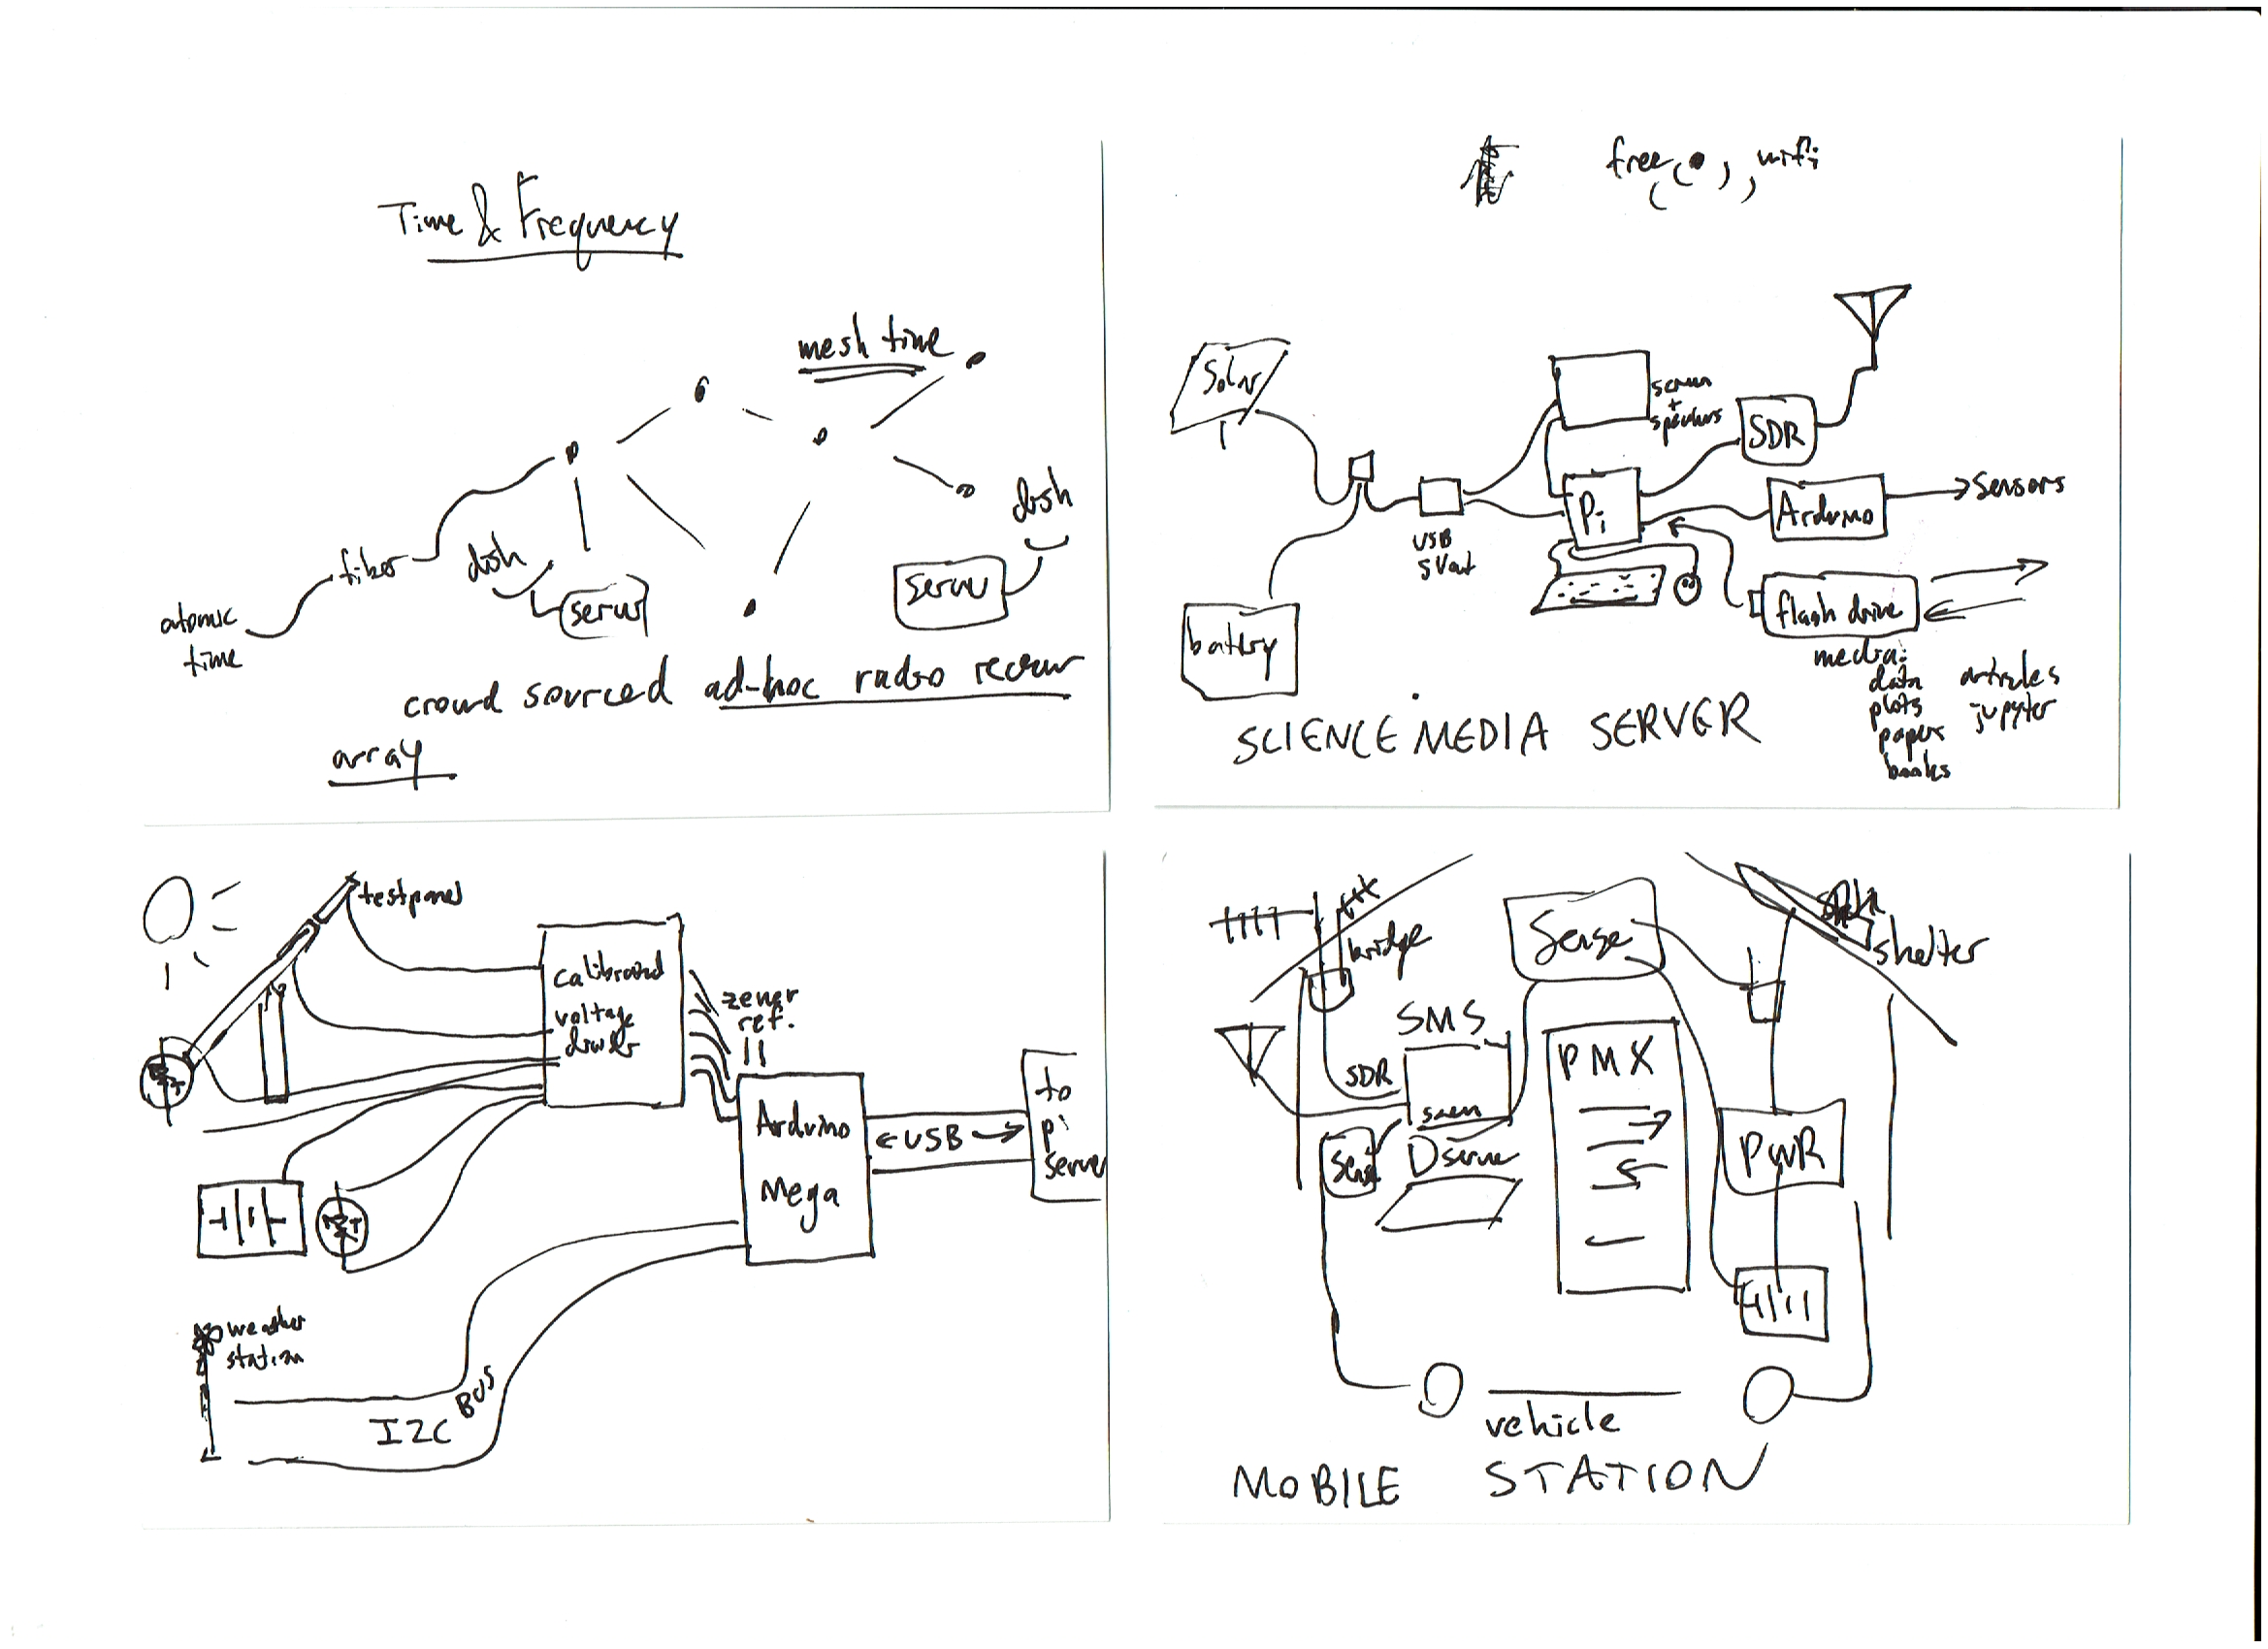 Time & Frequency
mesh time
dish
fiber
dish
server
server
atomic
time
crowd sourced ad-hoc radio receiver
array
free wifi
Solar
screen
+
speakers
SDR
Pi
Arduino
Sensors
USB
5Vout
battery
flash drive
media:
data
plots
papers
books
articles
jupyter
SCIENCE MEDIA SERVER
testpanel
calibrated
voltage
divider
zener
ref.
Arduino
Mega
USB
to
pi
server
weather
station
I2C BUS
bridge
Sense
shelter
SMS
SDR
screen
PMX
Sense
server
PWR
vehicle
MOBILE STATION